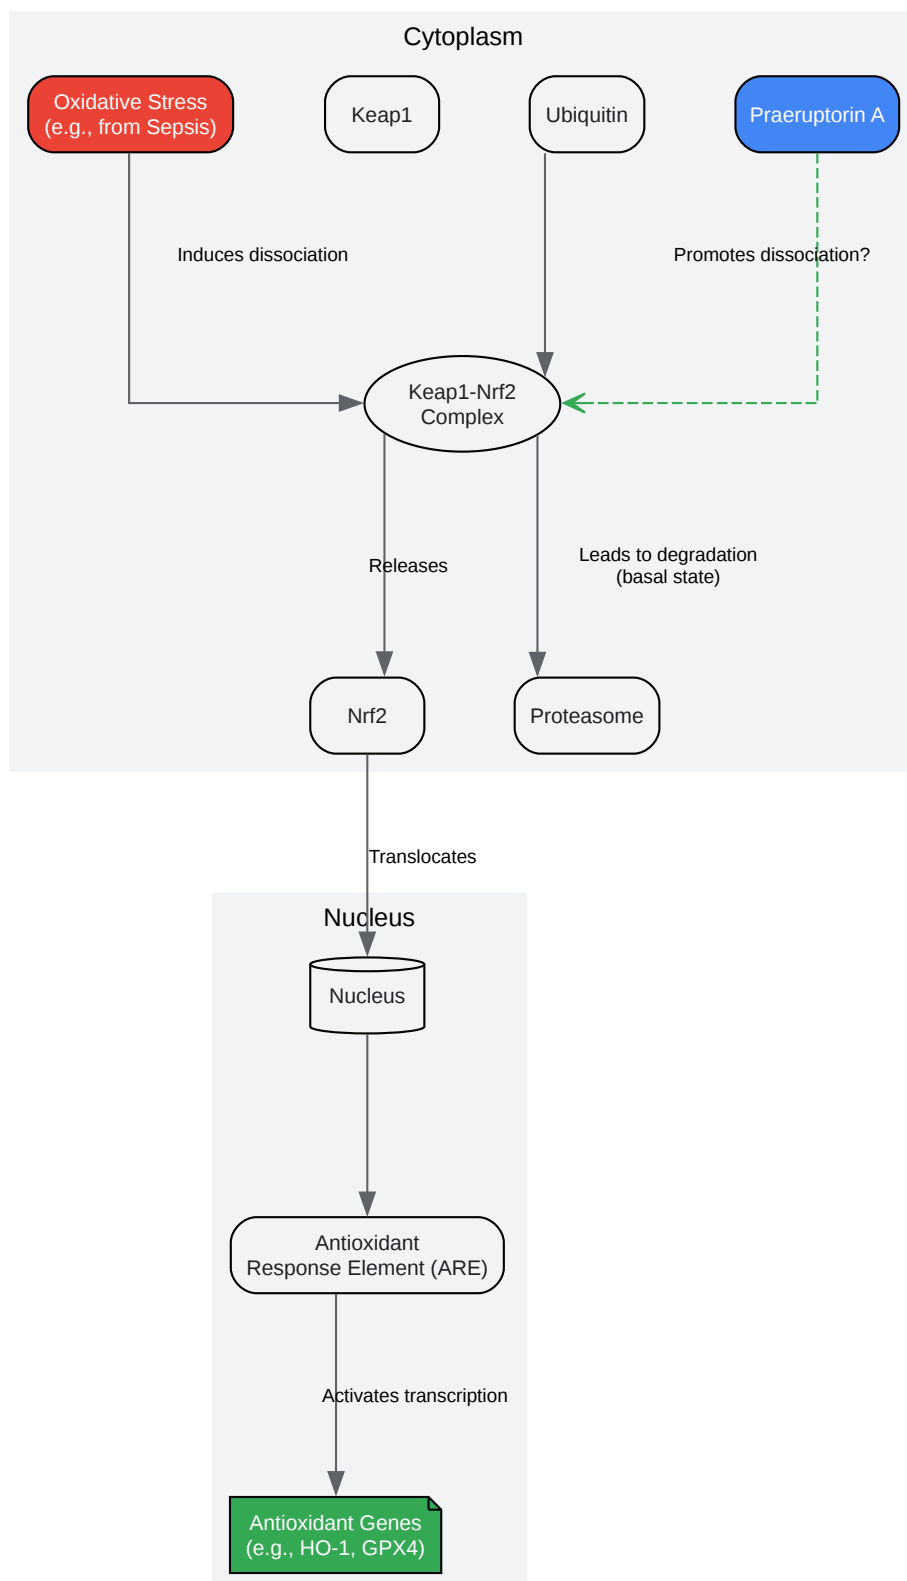 Cytoplasm
Oxidative Stress
(e.g., from Sepsis)
Keap1
Ubiquitin
Praeruptorin A
Induces dissociation
Promotes dissociation?
Keap1-Nrf2
Complex
Releases
Leads to degradation
(basal state)
Nrf2
Proteasome
Translocates
Nucleus
Nucleus
Antioxidant
Response Element (ARE)
Activates transcription
Antioxidant Genes
(e.g., HO-1, GPX4)